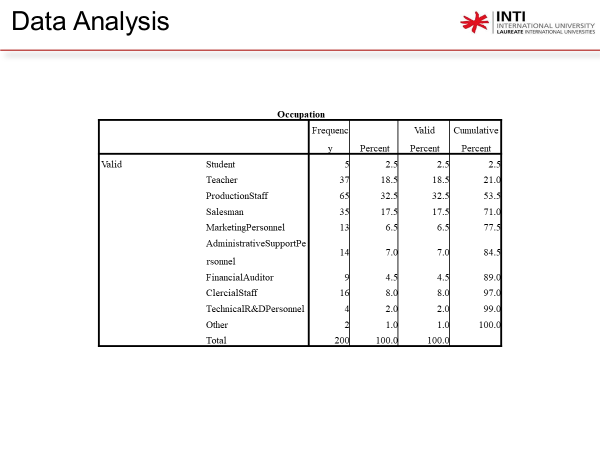 Data Analysis
INTI
INTERNATIONAL UNIVERSITY
LAUREATE INTERNATIONAL UNIVERSITIES
Occupation
Frequenc
y Percent Valid
Percent Cumulative
Percent
Valid Student 5 2.5 2.5 2.5
Teacher 37 18.5 18.5 21.0
ProductionStaff 65 32.5 32.5 53.5
Salesman 35 17.5 17.5 71.0
MarketingPersonnel 13 6.5 6.5 77.5
AdministrativeSupportPe
rsonnel 14 7.0 7.0 84.5
FinancialAuditor 9 4.5 4.5 89.0
ClercialStaff 16 8.0 8.0 97.0
TechnicalR&DPersonnel 4 2.0 2.0 99.0
Other 2 1.0 1.0 100.0
Total 200 100.0 100.0